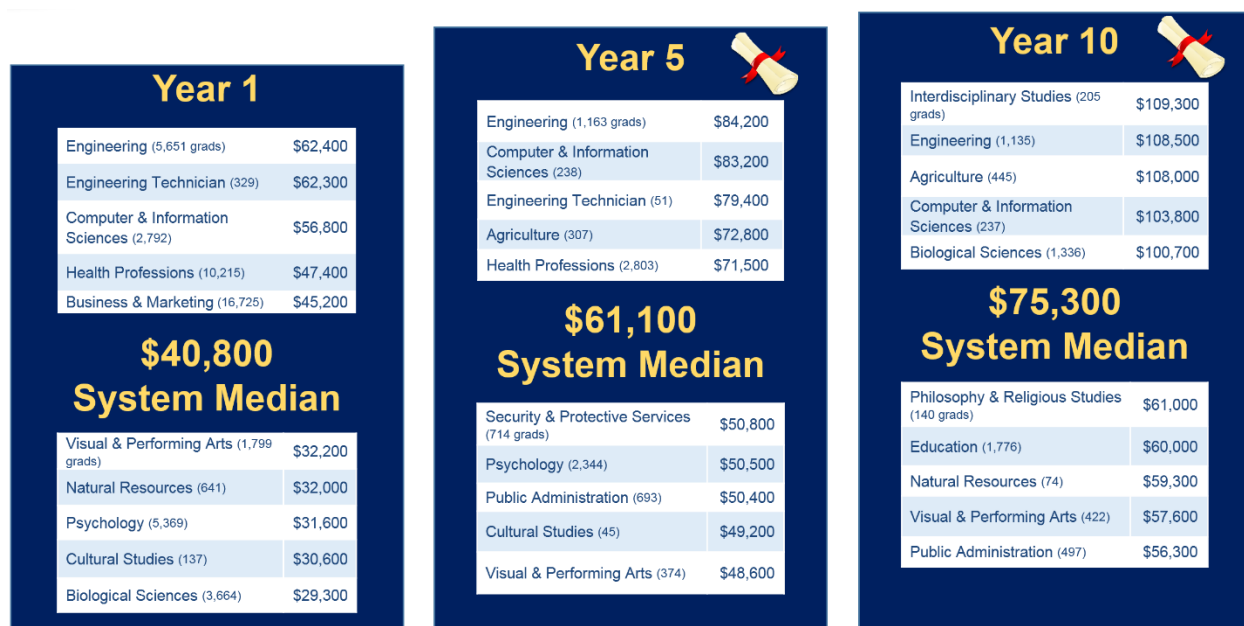 Year 1
Engineering (5,651 grads) $62,400
Engineering Technician (329) $62,300
Computer & Information
Sciences (2,792) $56,800
Health Professions (10,215) $47,400
Business & Marketing (16,725) $45,200
$40,800
System Median
Visual & Performing Arts (1,799
grads) $32,200
Natural Resources (641) $32,000
Psychology (5,369) $31,600
Cultural Studies (137) $30,600
Biological Sciences (3,664) $29,300
Year 5
Engineering (1,163 grads) $84,200
Computer & Information
Sciences (238) $83,200
Engineering Technician (51) $79,400
Agriculture (307) $72,800
Health Professions (2,803) $71,500
$61,100
System Median
Security & Protective Services
(714 grads) $50,800
Psychology (2,344) $50,500
Public Administration (693) $50,400
Cultural Studies (45) $49,200
Visual & Performing Arts (374) $48,600
Year 10
Interdisciplinary Studies (205
grads) $109,300
Engineering (1,135) $108,500
Agriculture (445) $108,000
Computer & Information
Sciences (237) $103,800
Biological Sciences (1,336) $100,700
$75,300
System Median
Philosophy & Religious Studies
(140 grads) $61,000
Education (1,776) $60,000
Natural Resources (74) $59,300
Visual & Performing Arts (422) $57,600
Public Administration (497) $56,300